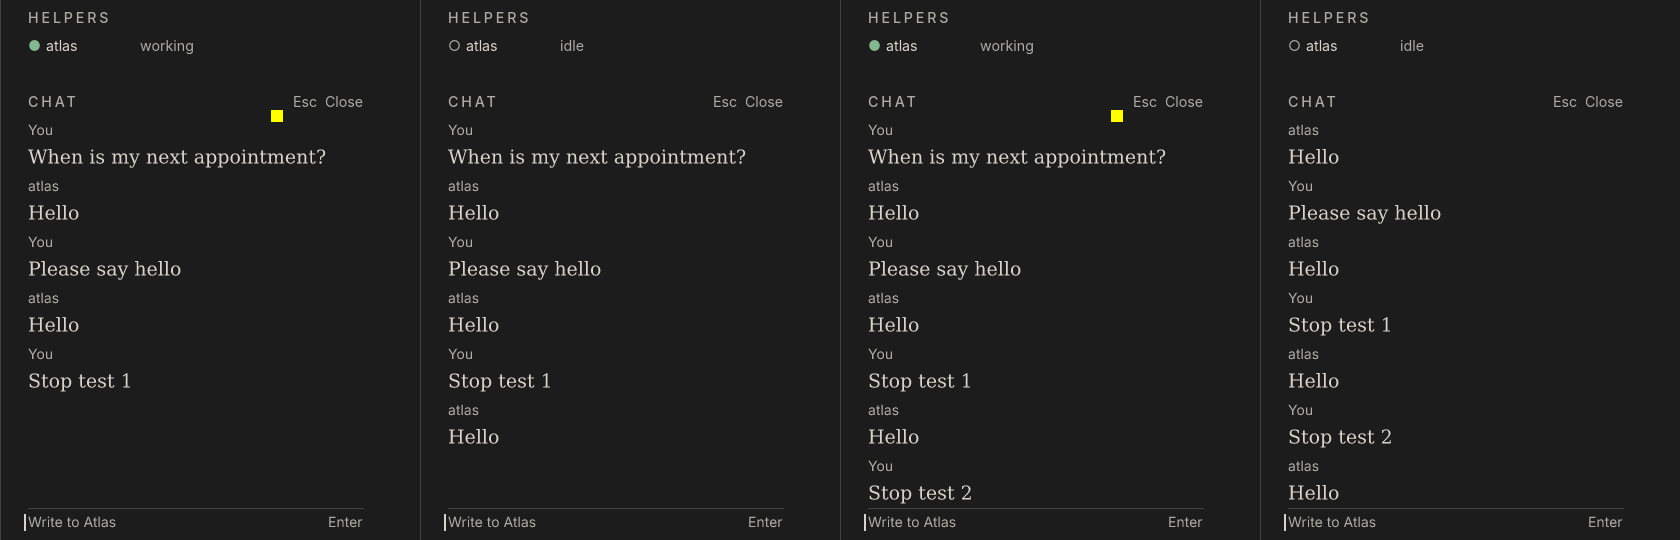 HELPERS
atlas working
CHAT Esc Close
You
When is my next appointment?
atlas
Hello
You
Please say hello
atlas
Hello
You
Stop test 1
Write to Atlas Enter
HELPERS
atlas idle
CHAT Esc Close
You
When is my next appointment?
atlas
Hello
You
Please say hello
atlas
Hello
You
Stop test 1
atlas
Hello
Write to Atlas Enter
HELPERS
atlas working
CHAT Esc Close
You
When is my next appointment?
atlas
Hello
You
Please say hello
atlas
Hello
You
Stop test 1
atlas
Hello
You
Stop test 2
Write to Atlas Enter
HELPERS
atlas idle
CHAT Esc Close
atlas
Hello
You
Please say hello
atlas
Hello
You
Stop test 1
atlas
Hello
You
Stop test 2
atlas
Hello
Write to Atlas Enter